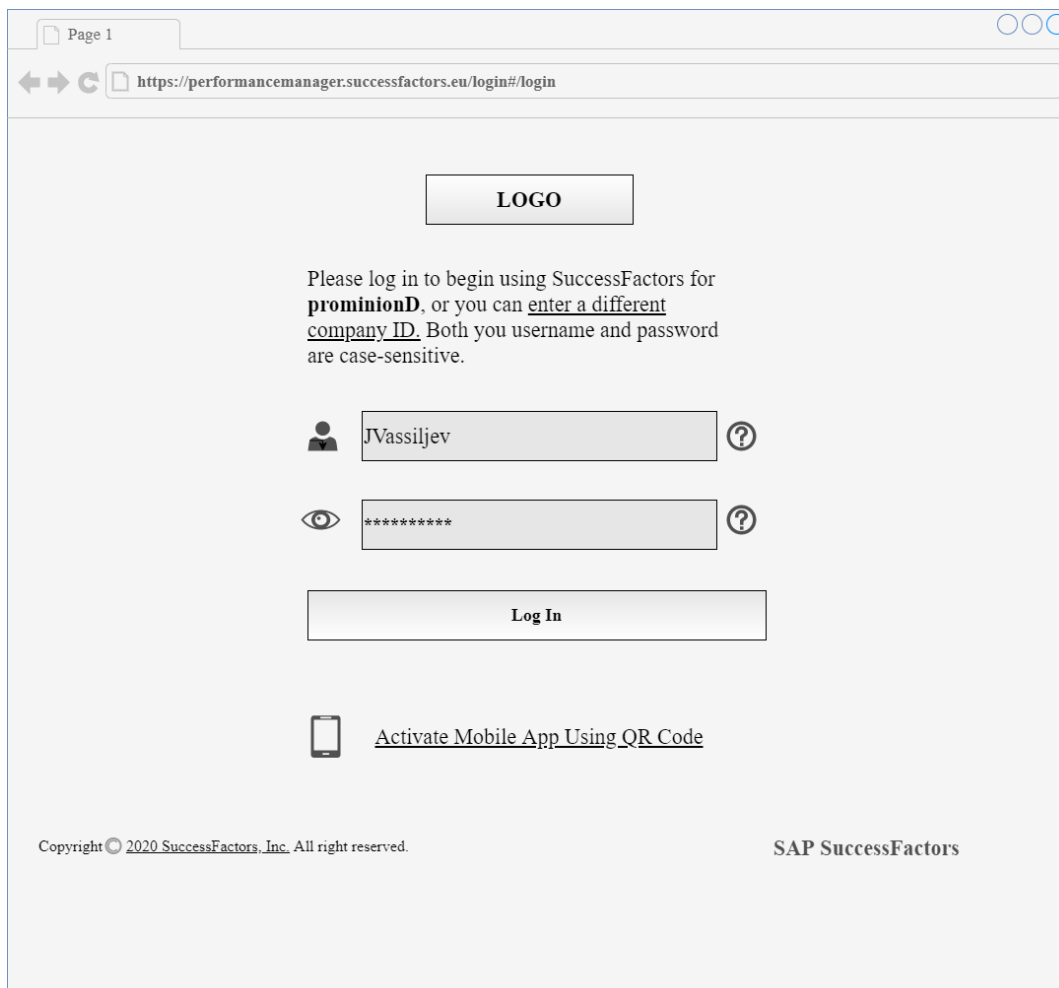 Page 1
https://performancemanager.successfactors.eu/login#/login
LOGO
Please log in to begin using SuccessFactors for
prominionD, or you can enter a different
company ID. Both you username and password
are case-sensitive.
JVassiljev
**********
Log In
Activate Mobile App Using QR Code
Copyright © 2020 SuccessFactors, Inc. All right reserved.
SAP SuccessFactors